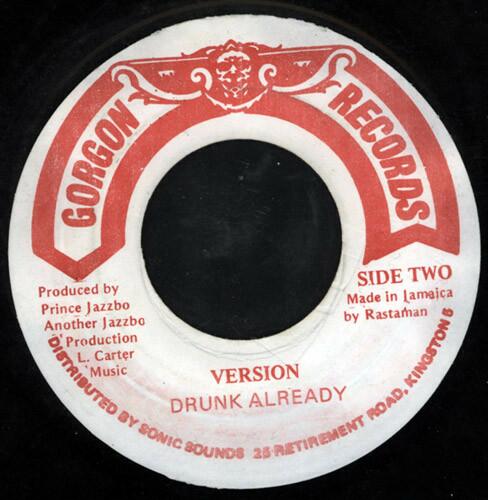 GORGON RECORDS
SIDE TWO
Made in Jamaica
by Rastaman
Produced by
Prince Jazzbo
Another Jazzbo
Production
L. Carter
Music
VERSION
DRUNK ALREADY
DISTRIBUTED BY SONIC SOUNDS 25 RETIREMENT ROAD, KINGSTON 5